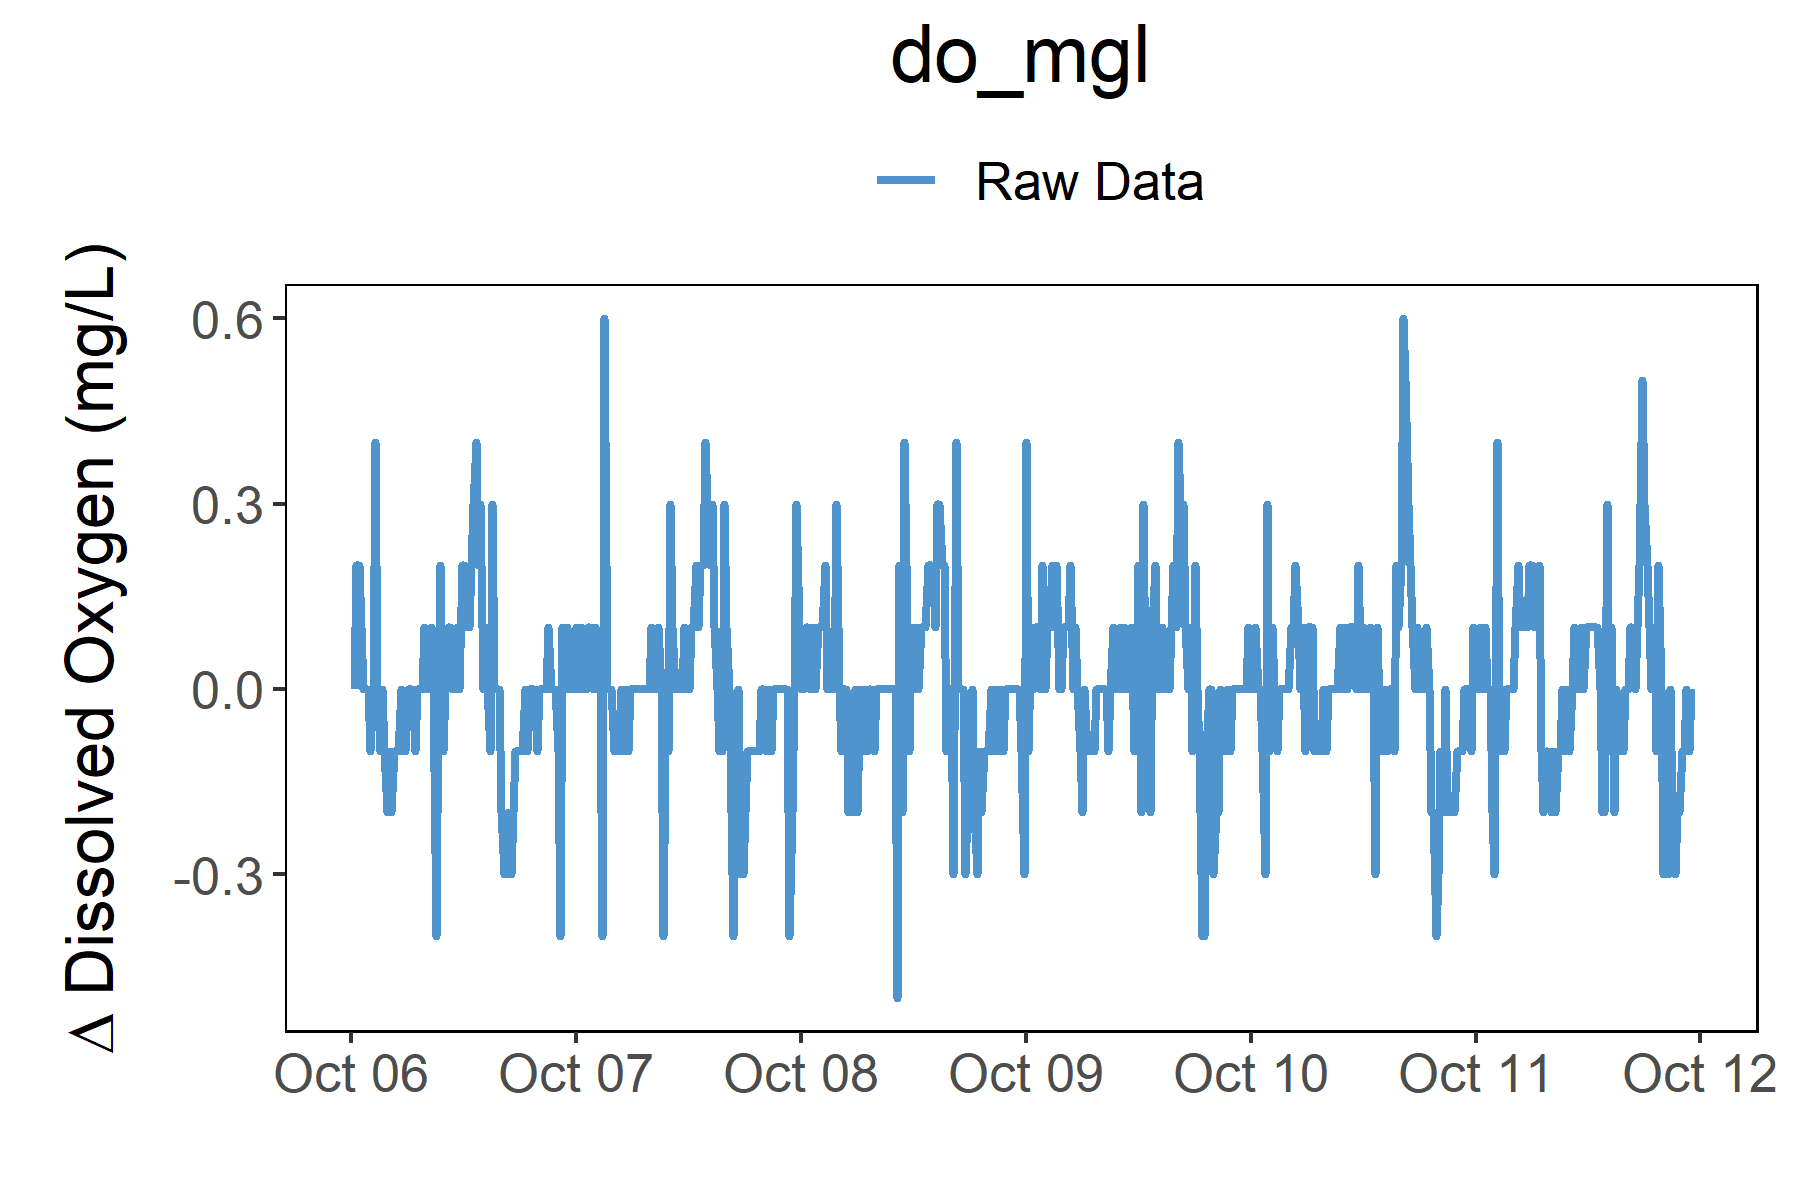 do_mgl
Raw Data
Δ Dissolved Oxygen (mg/L)
0.6
0.3
0.0
-0.3
Oct 06 Oct 07 Oct 08 Oct 09 Oct 10 Oct 11 Oct 12